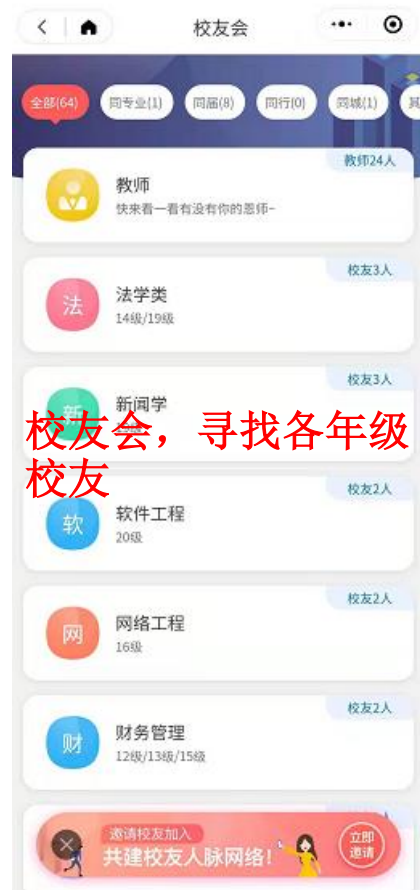 校友会
全部(64)
同专业(1)
同届(8)
同行(0)
同城(1)
教师24人
教师
快来看一看有没有你的恩师~
校友3人
法
法学类
14级/19级
校友3人
新
新闻学
校友会，寻找各年级
校友
校友2人
软
软件工程
20级
校友2人
网
网络工程
16级
校友2人
财
财务管理
12级/13级/15级
邀请校友加入
共建校友人脉网络!
立即
邀请